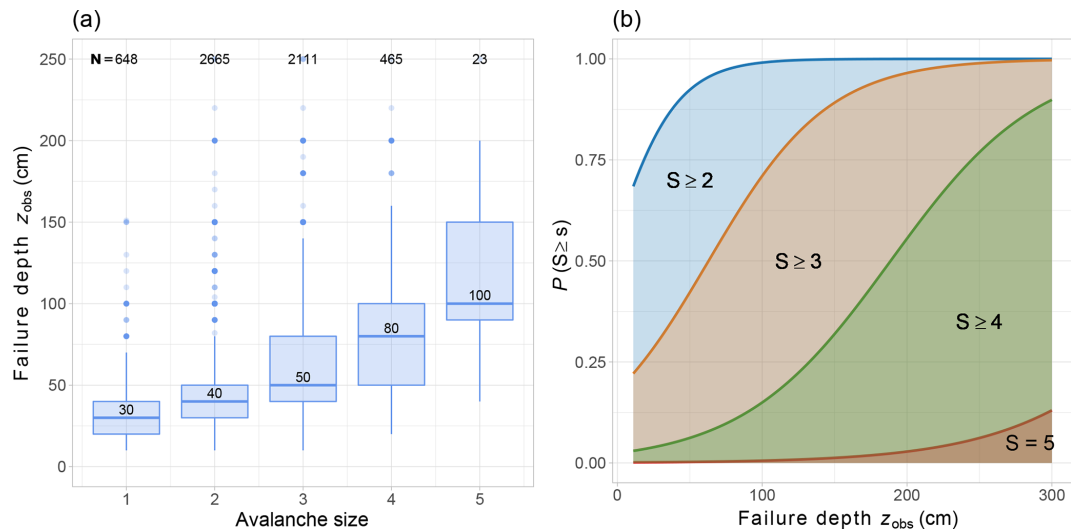 (a)
N = 648 2665 2111 465 23
250
200
150
100
50
0
Failure depth zobs (cm)
30
40
50
80
100
1 2 3 4 5
Avalanche size
(b)
1.00
0.75
0.50
0.25
0.00
P (S ≥ s)
S ≥ 2
S ≥ 3
S ≥ 4
S = 5
0 100 200 300
Failure depth zobs (cm)